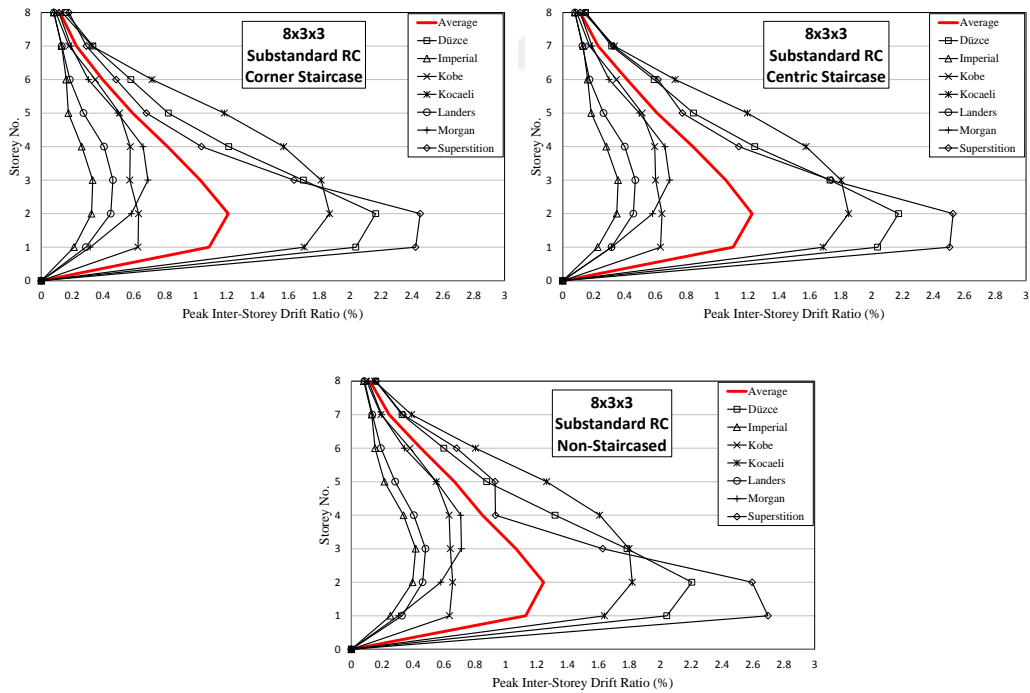 8x3x3
Substandard RC
Corner Staircase
Average
Düzce
Imperial
Kobe
Kocaeli
Landers
Morgan
Superstition
Storey No.
8
7
6
5
4
3
2
1
0
0 0.2 0.4 0.6 0.8 1 1.2 1.4 1.6 1.8 2 2.2 2.4 2.6 2.8 3
Peak Inter-Storey Drift Ratio (%)
8x3x3
Substandard RC
Centric Staircase
Average
Düzce
Imperial
Kobe
Kocaeli
Landers
Morgan
Superstition
Storey No.
8
7
6
5
4
3
2
1
0
0 0.2 0.4 0.6 0.8 1 1.2 1.4 1.6 1.8 2 2.2 2.4 2.6 2.8 3
Peak Inter-Storey Drift Ratio (%)
8x3x3
Substandard RC
Non-Staircased
Average
Düzce
Imperial
Kobe
Kocaeli
Landers
Morgan
Superstition
Storey No.
8
7
6
5
4
3
2
1
0
0 0.2 0.4 0.6 0.8 1 1.2 1.4 1.6 1.8 2 2.2 2.4 2.6 2.8 3
Peak Inter-Storey Drift Ratio (%)